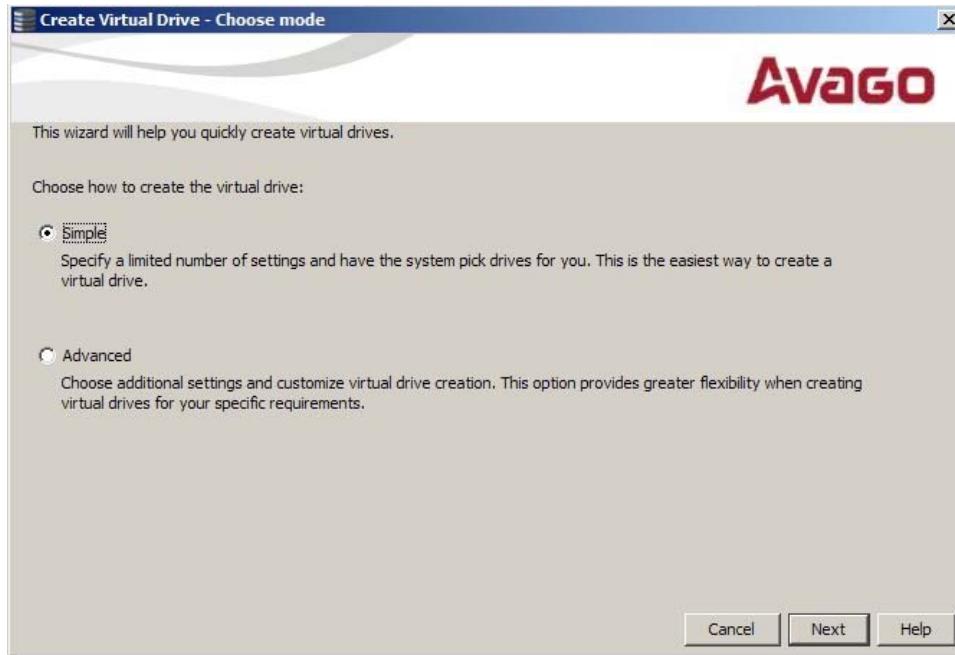 Create Virtual Drive - Choose mode
AVAGO
This wizard will help you quickly create virtual drives.
Choose how to create the virtual drive:
Simple
Specify a limited number of settings and have the system pick drives for you. This is the easiest way to create a
virtual drive.
Advanced
Choose additional settings and customize virtual drive creation. This option provides greater flexibility when creating
virtual drives for your specific requirements.
Cancel Next Help